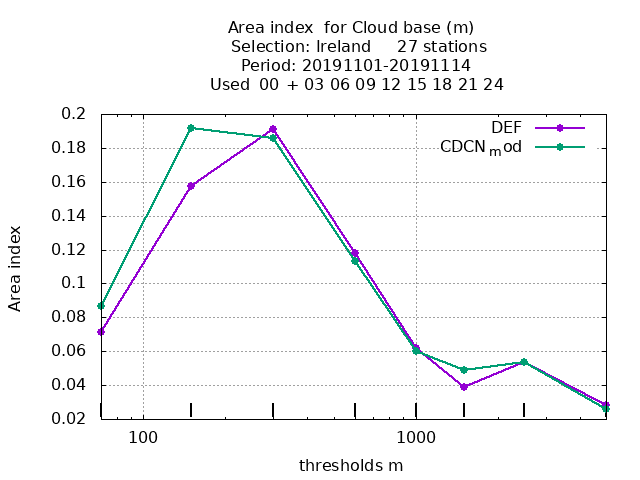 Area index  for Cloud base (m)
Selection: Ireland     27 stations
Period: 20191101-20191114
Used  00 + 03 06 09 12 15 18 21 24
DEF
CDCNmod
0.2
0.18
0.16
0.14
0.12
0.1
0.08
0.06
0.04
0.02
Area index
100
1000
thresholds m